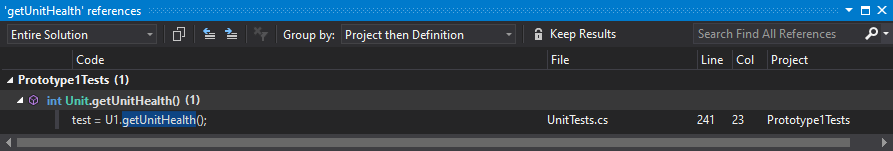 'getUnitHealth' references
Entire Solution Group by: Project then Definition Keep Results Search Find All References
Code File Line Col Project
Prototype1Tests (1)
int Unit.getUnitHealth() (1)
test = U1.getUnitHealth(); UnitTests.cs 241 23 Prototype1Tests